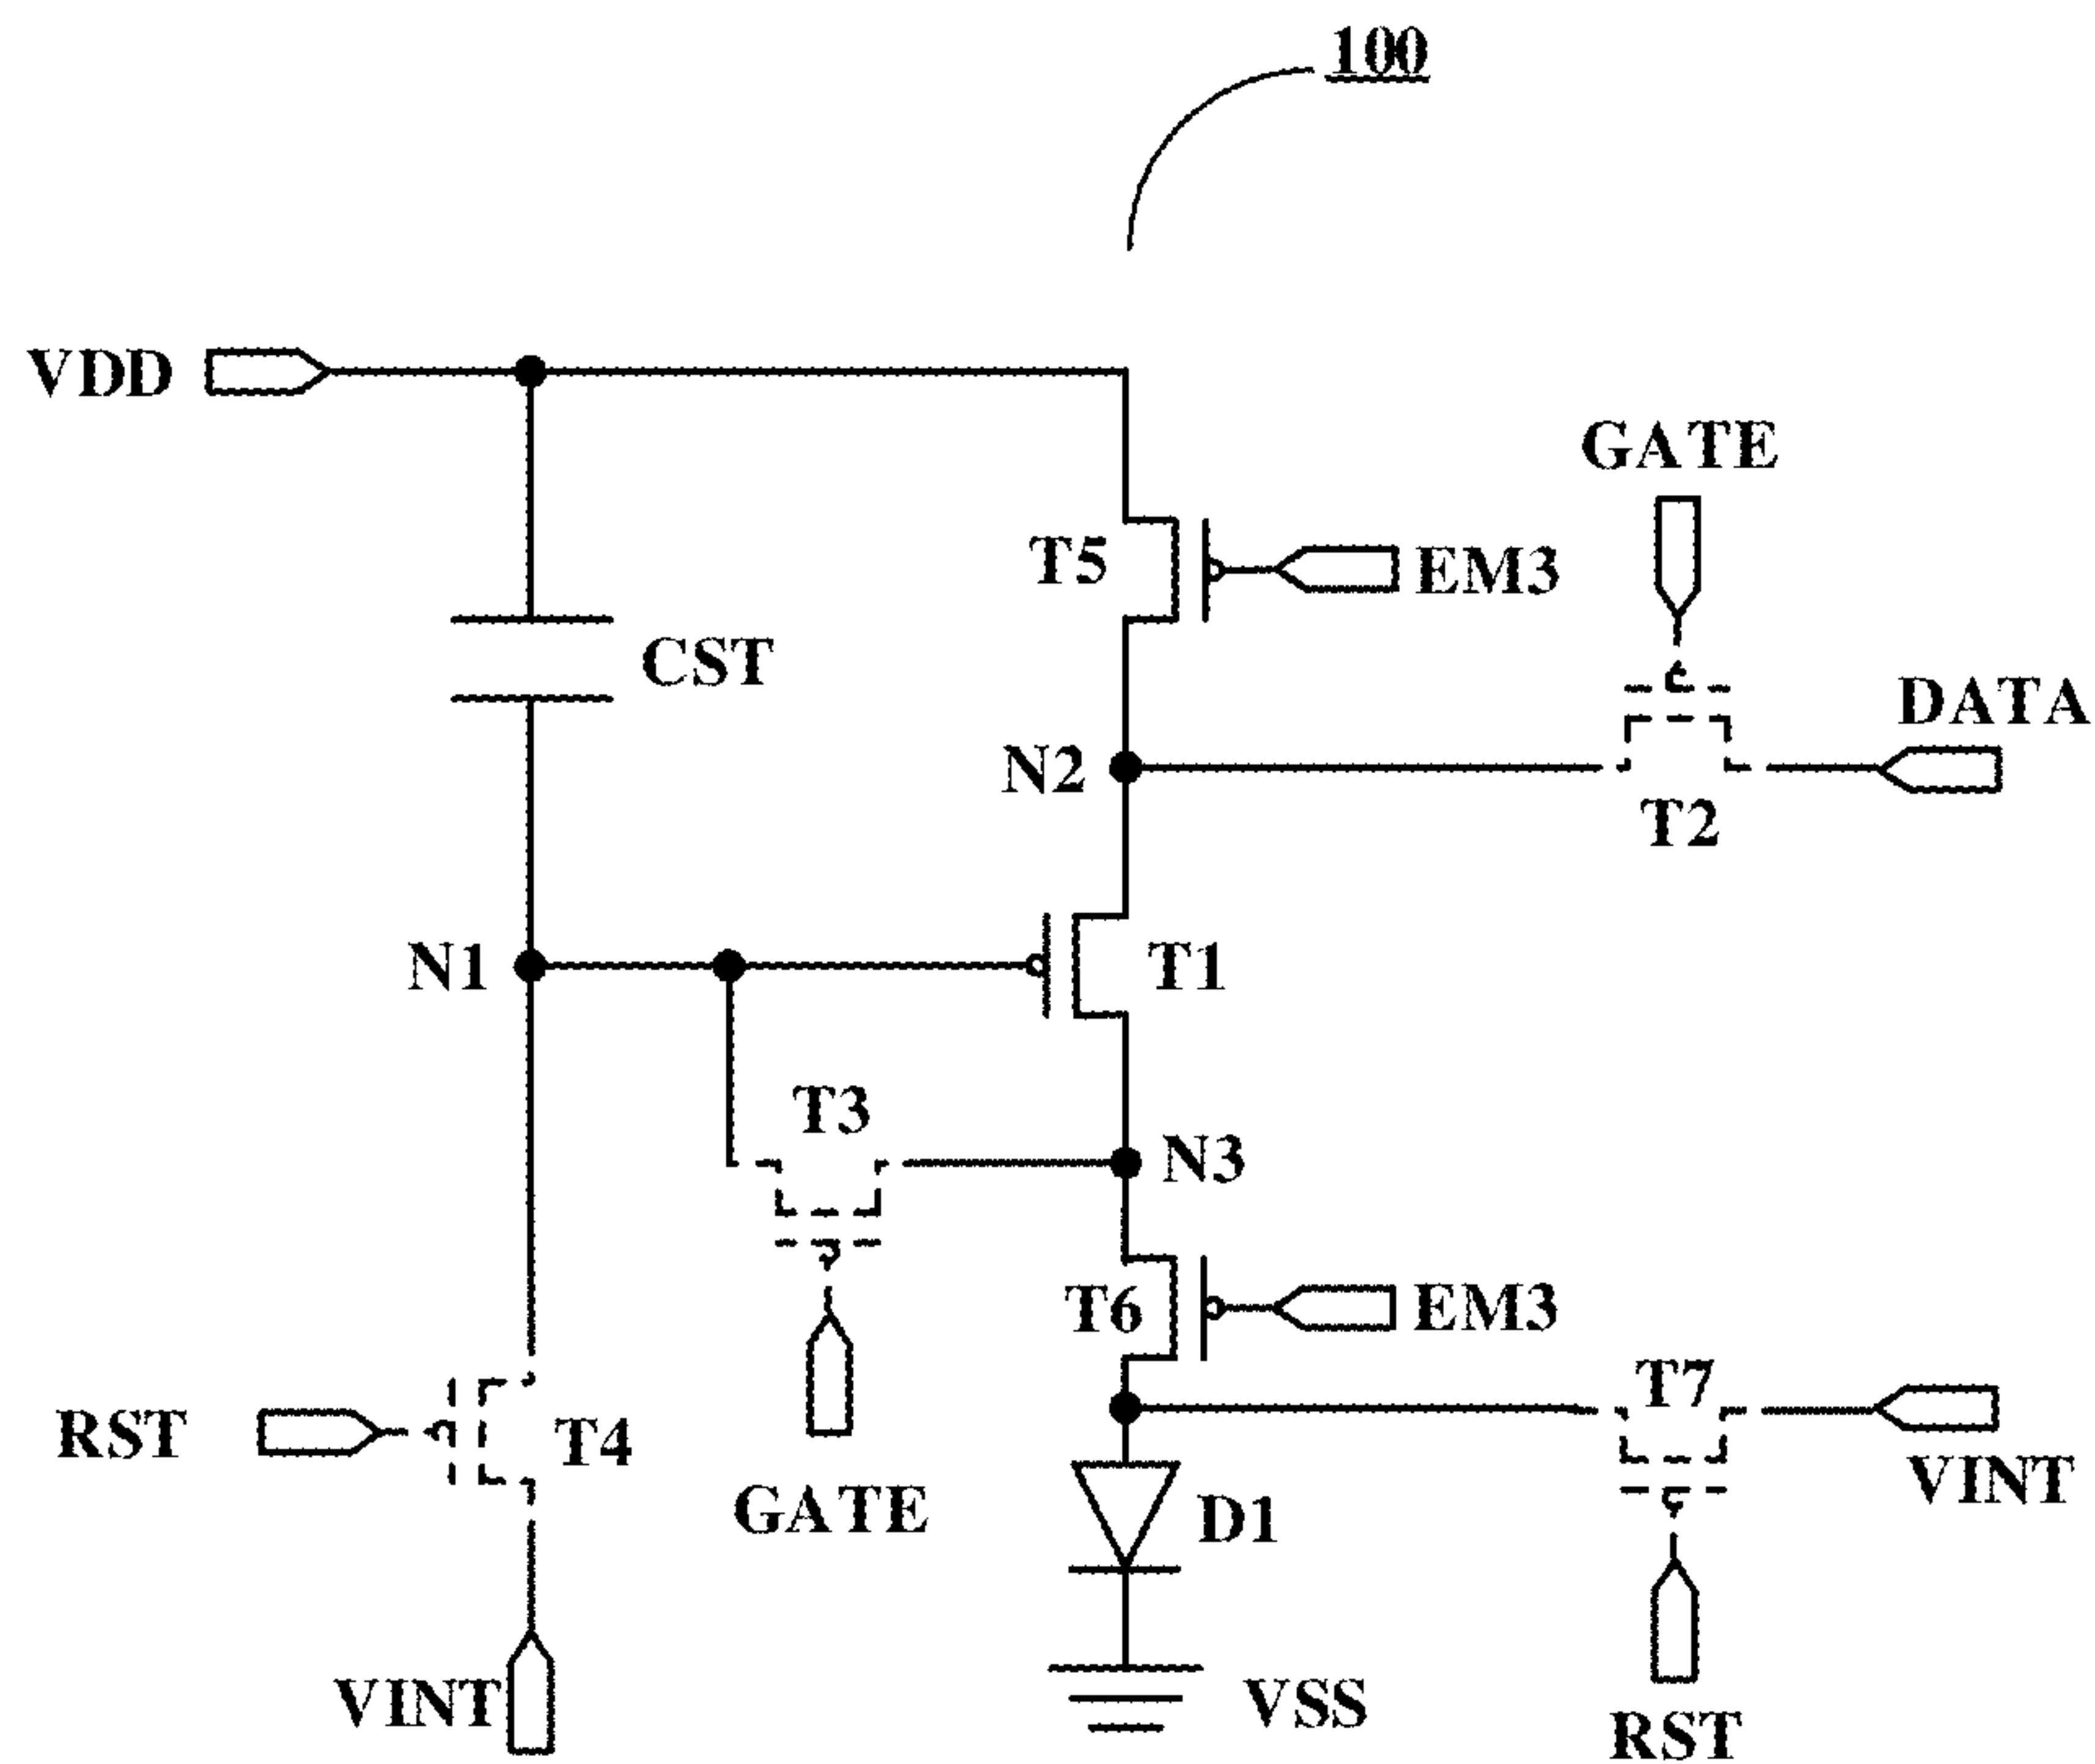 100
VDD
GATE
T5
EM3
CST
DATA
N2
T2
N1
T1
T3
N3
T6
EM3
T7
RST
T4
GATE
D1
VINT
VINT
VSS
RST